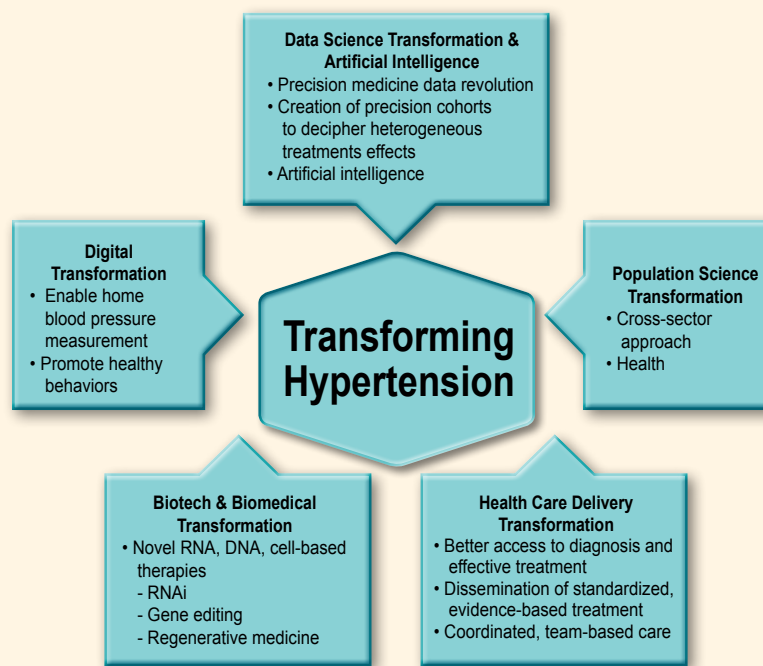 Data Science Transformation &
Artificial Intelligence
• Precision medicine data revolution
• Creation of precision cohorts
to decipher heterogeneous
treatments effects
• Artificial intelligence
Digital
Transformation
• Enable home
blood pressure
measurement
• Promote healthy
behaviors
Transforming
Hypertension
Population Science
Transformation
• Cross-sector
approach
• Health
Biotech & Biomedical
Transformation
• Novel RNA, DNA, cell-based
therapies
- RNAi
- Gene editing
- Regenerative medicine
Health Care Delivery
Transformation
• Better access to diagnosis and
effective treatment
• Dissemination of standardized,
evidence-based treatment
• Coordinated, team-based care